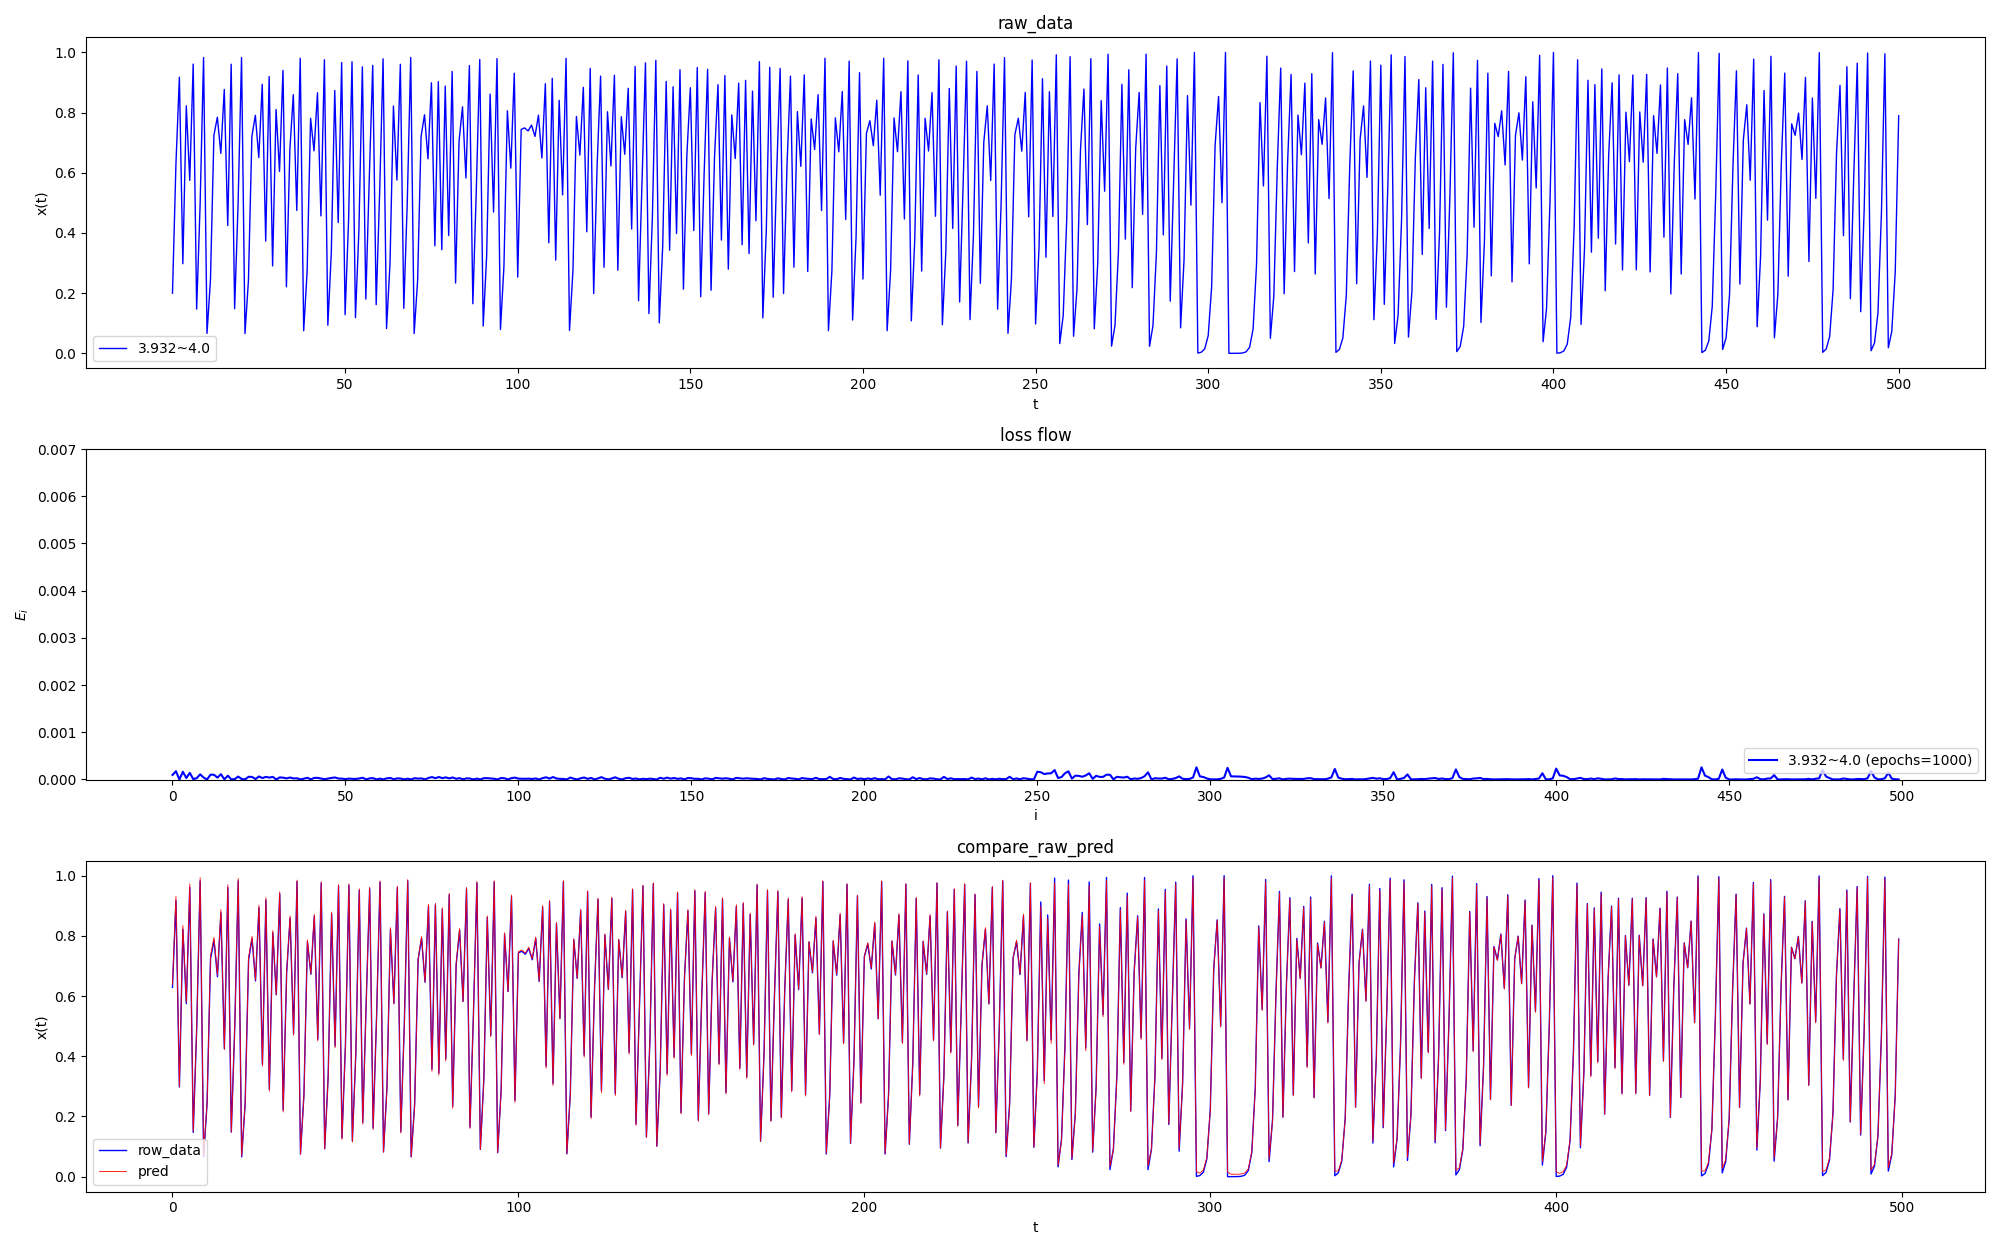 raw_data
1.0
0.8
0.6
0.4
0.2
0.0
x(t)
3.932~4.0
50 100 150 200 250 300 350 400 450 500
t
loss flow
0.007
0.006
0.005
0.004
0.003
0.002
0.001
0.000
E_i
3.932~4.0 (epochs=1000)
0 50 100 150 200 250 300 350 400 450 500
i
compare_raw_pred
1.0
0.8
0.6
0.4
0.2
0.0
x(t)
row_data
pred
0 100 200 300 400 500
t